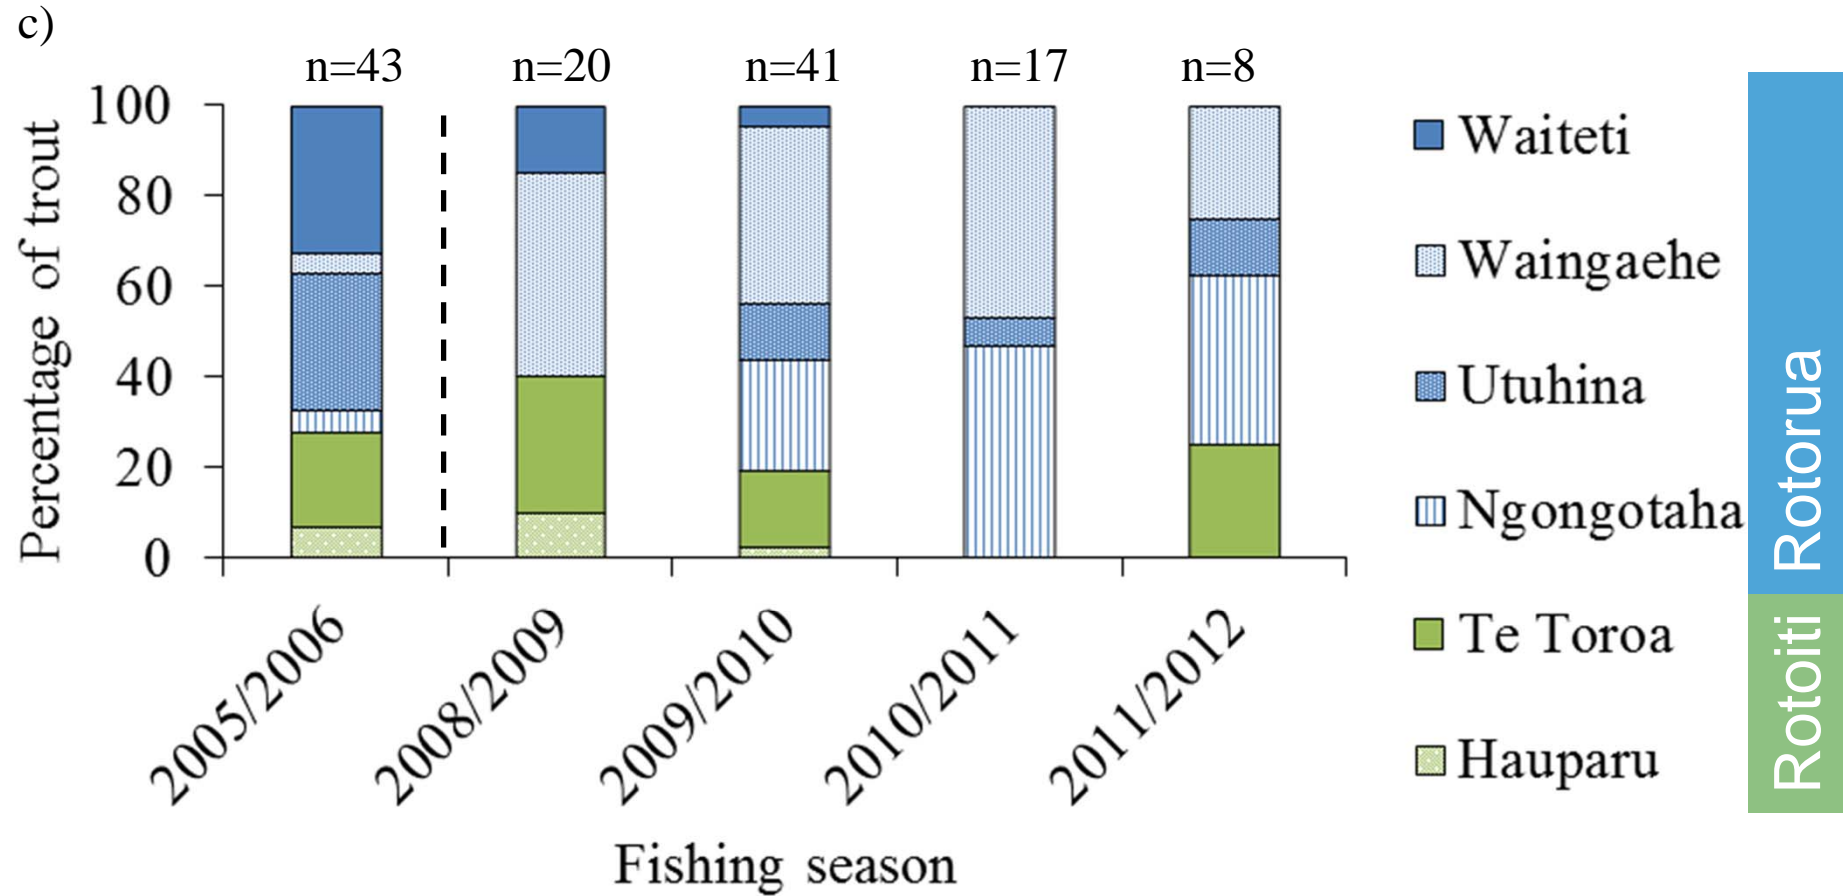 c)
n=43 n=20 n=41 n=17 n=8
Percentage of trout
100
80
60
40
20
0
2005/2006 2008/2009 2009/2010 2010/2011 2011/2012
Fishing season
Waiteti
Waingaehe
Utuhina
Ngongotaha
Te Toroa
Hauparu
Rotorua
Rotoiti